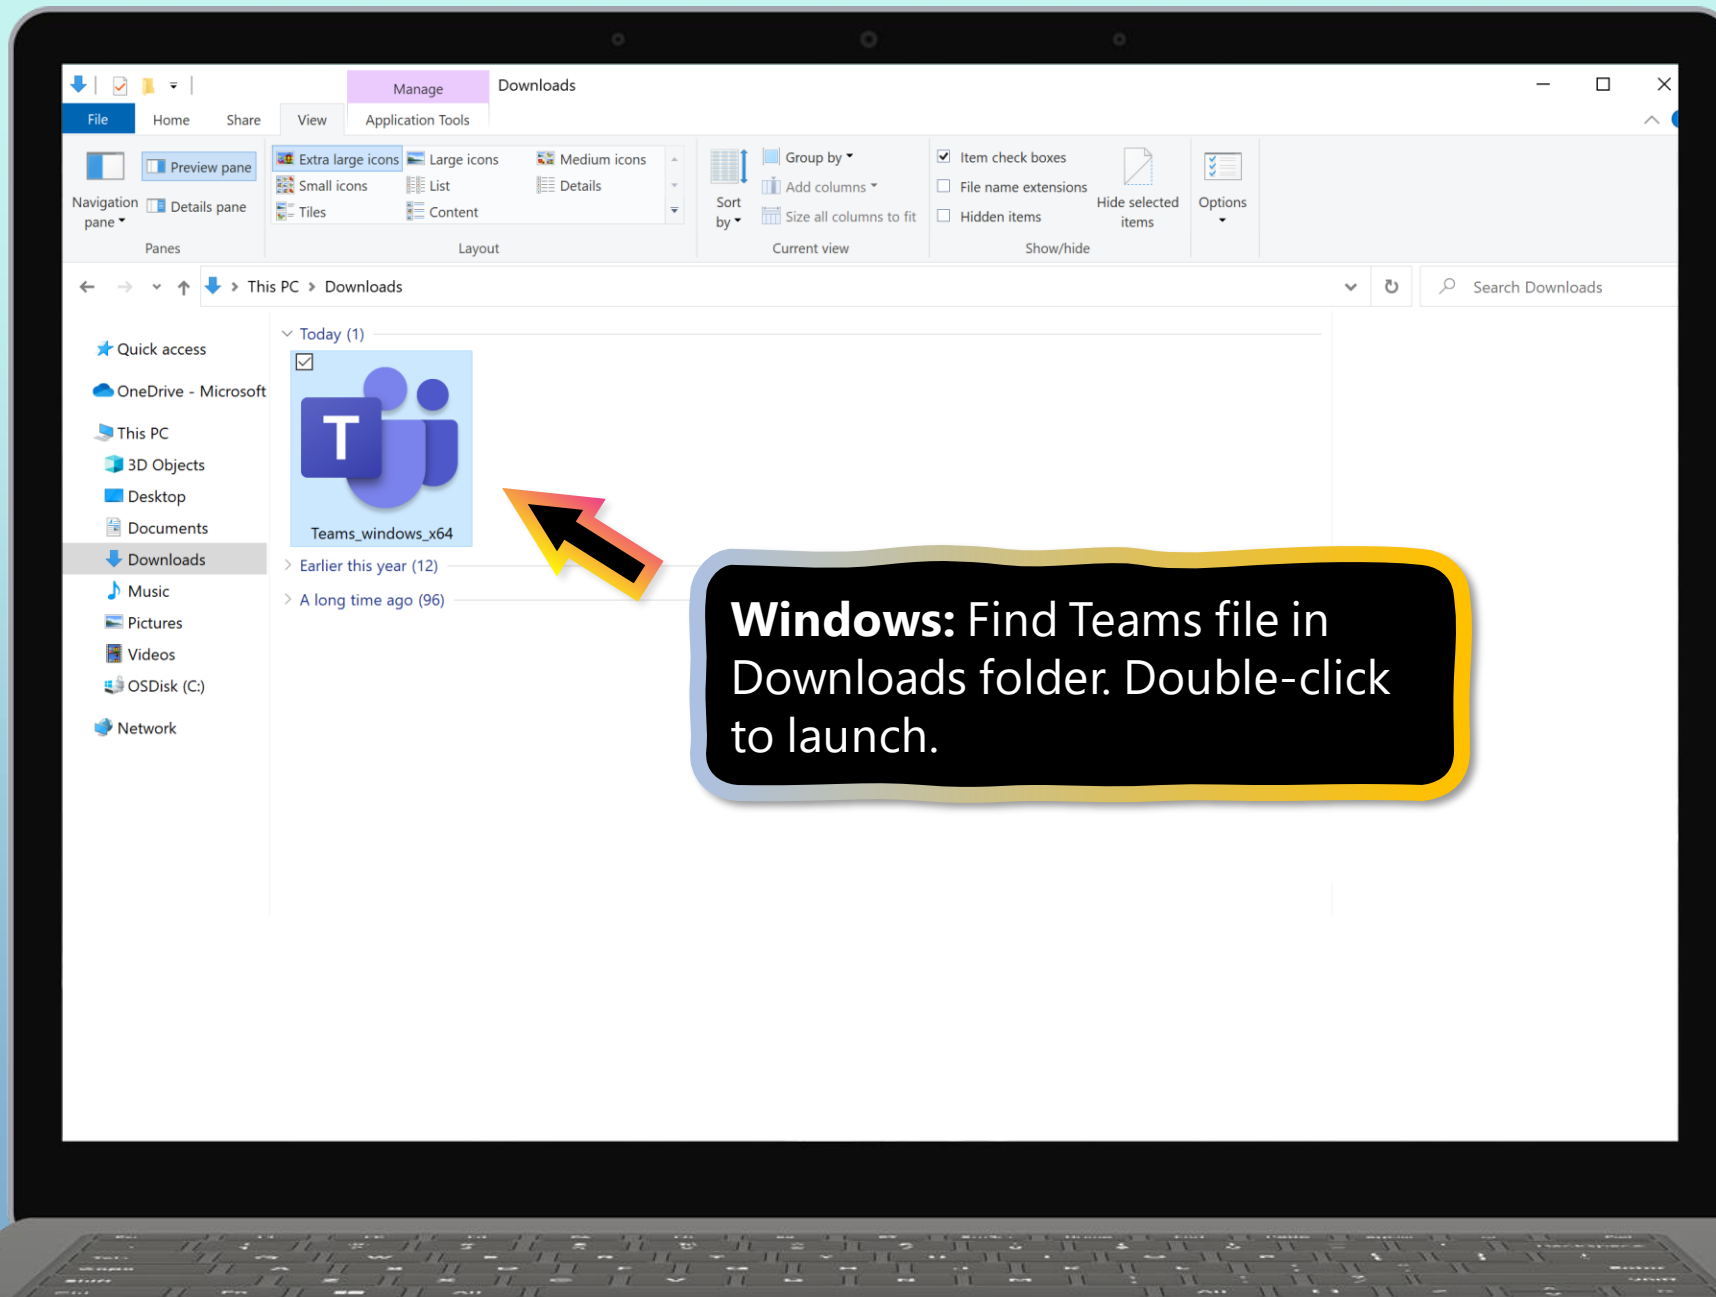 Manage
Downloads
File
Home
Share
View
Application Tools
Navigation
pane
Preview pane
Details pane
Panes
Extra large icons
Large icons
Medium icons
Small icons
List
Details
Tiles
Content
Layout
Sort
by
Group by
Add columns
Size all columns to fit
Current view
Item check boxes
File name extensions
Hidden items
Hide selected
items
Show/hide
Options
This PC > Downloads
Search Downloads
Quick access
OneDrive - Microsoft
This PC
3D Objects
Desktop
Documents
Downloads
Music
Pictures
Videos
OSDisk (C:)
Network
Today (1)
T
Teams_windows_x64
Earlier this year (12)
A long time ago (96)
Windows: Find Teams file in
Downloads folder. Double-click
to launch.